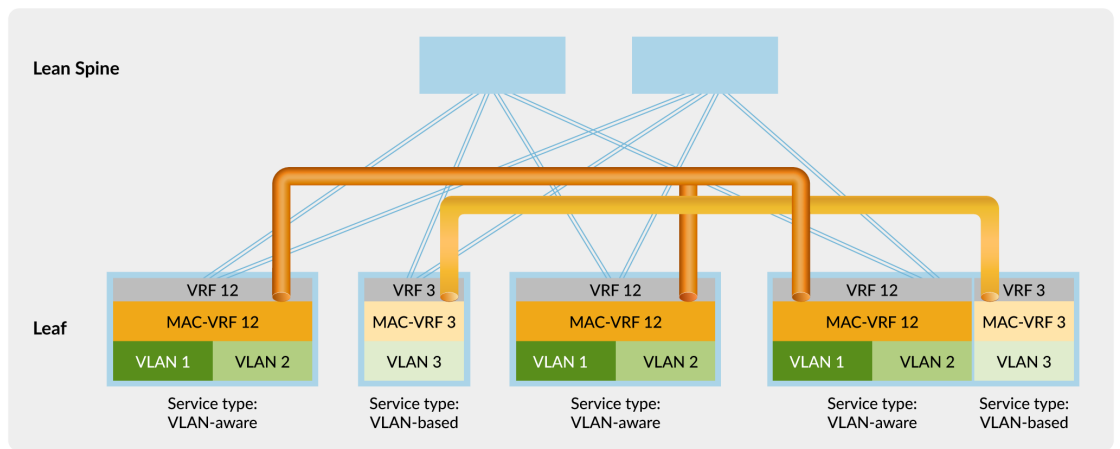 Lean Spine
Leaf
VRF 12
MAC-VRF 12
VLAN 1
VLAN 2
Service type:
VLAN-aware
VRF 3
MAC-VRF 3
VLAN 3
Service type:
VLAN-based
VRF 12
MAC-VRF 12
VLAN 1
VLAN 2
Service type:
VLAN-aware
VRF 12
MAC-VRF 12
VLAN 1
VLAN 2
Service type:
VLAN-aware
VRF 3
MAC-VRF 3
VLAN 3
Service type:
VLAN-based